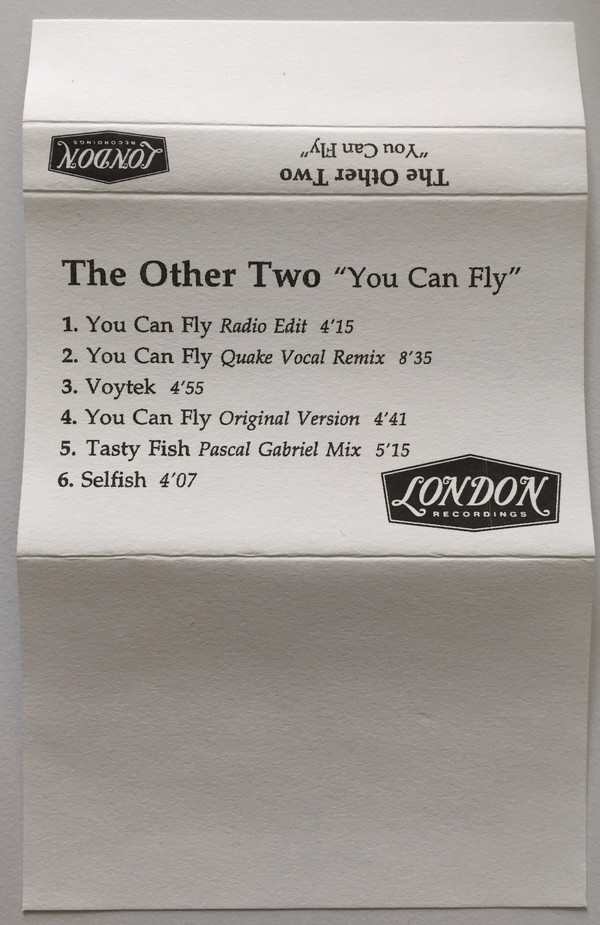 LONDON
RECORDINGS
The Other Two
"You Can Fly"
The Other Two "You Can Fly"
1. You Can Fly Radio Edit 4'15
2. You Can Fly Quake Vocal Remix 8'35
3. Voytek 4'55
4. You Can Fly Original Version 4'41
5. Tasty Fish Pascal Gabriel Mix 5'15
6. Selfish 4'07
LONDON
RECORDINGS